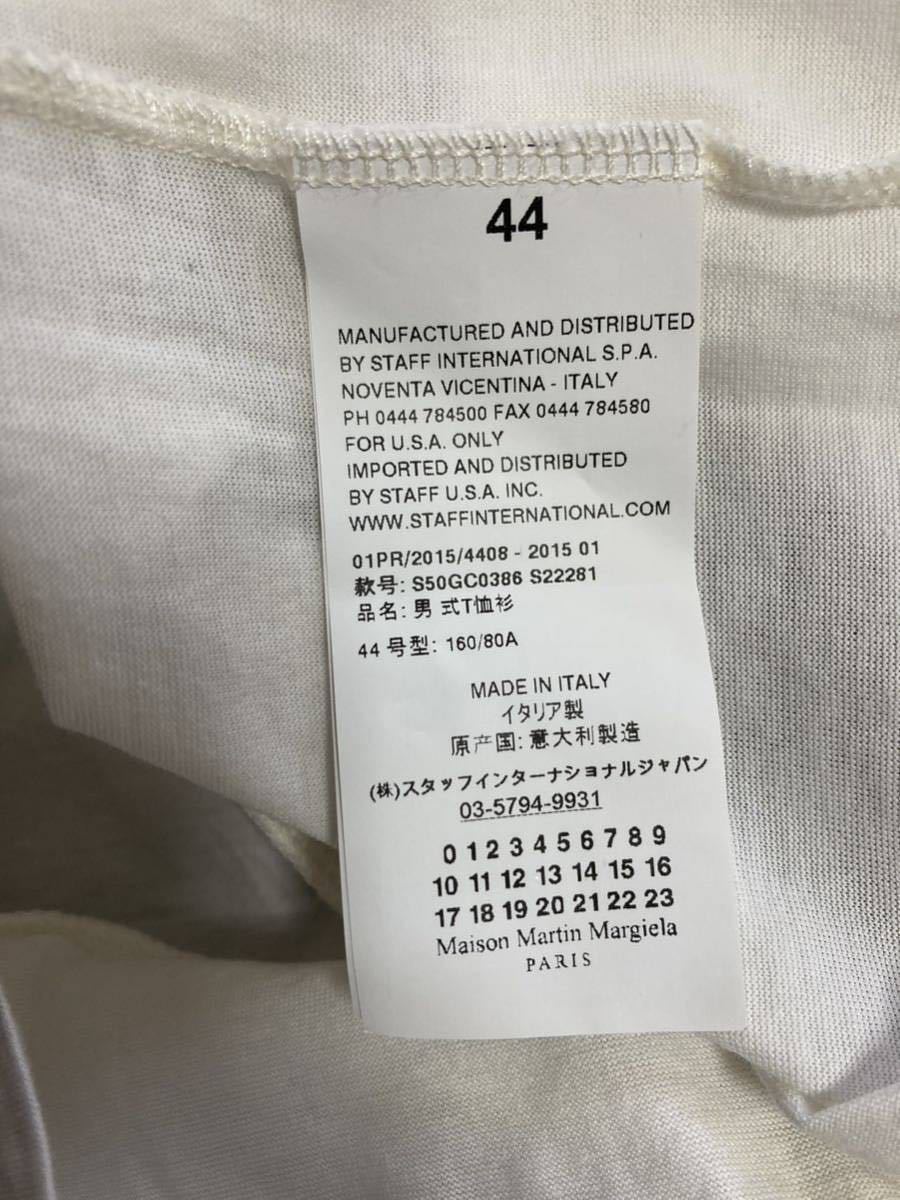 44
MANUFACTURED AND DISTRIBUTED
BY STAFF INTERNATIONAL S.P.A.
NOVENTA VICENTINA - ITALY
PH 0444 784500 FAX 0444 784580
FOR U.S.A. ONLY
IMPORTED AND DISTRIBUTED
BY STAFF U.S.A. INC.
WWW.STAFFINTERNATIONAL.COM
01PR/2015/4408 - 2015 01
款号: S50GC0386 S22281
品名: 男 式T恤衫
44 号型: 160/80A
MADE IN ITALY
イタリア製
原产国: 意大利製造
(株)スタッフインターナショナルジャパン
03-5794-9931
0 1 2 3 4 5 6 7 8 9
10 11 12 13 14 15 16
17 18 19 20 21 22 23
Maison Martin Margiela
PARIS